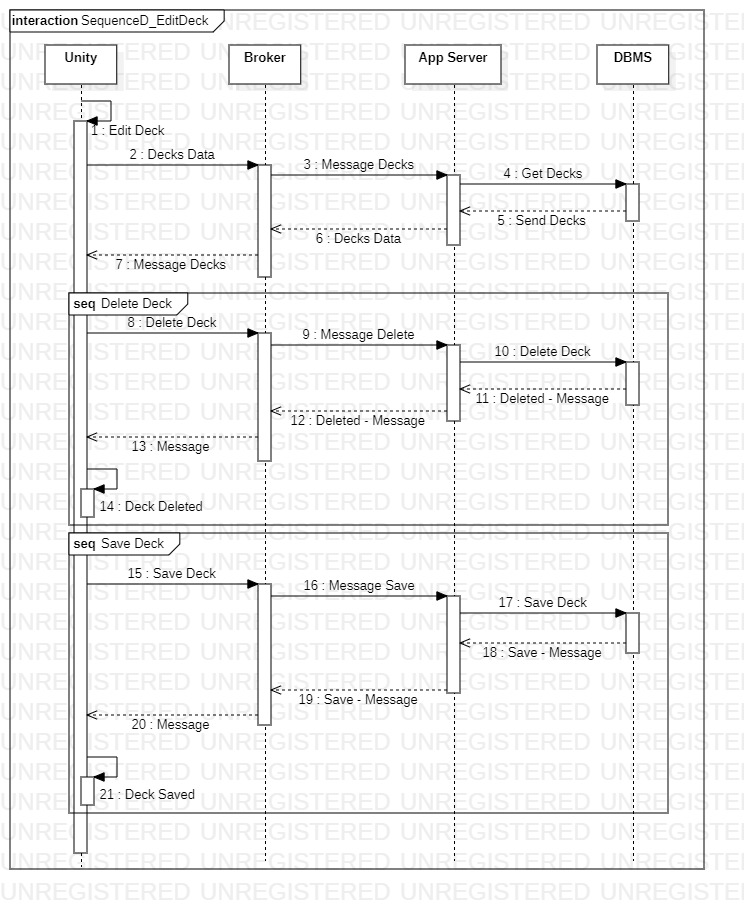 interaction SequenceD_EditDeck
Unity
Broker
App Server
DBMS
1 : Edit Deck
2 : Decks Data
3 : Message Decks
4 : Get Decks
5 : Send Decks
6 : Decks Data
7 : Message Decks
seq Delete Deck
8 : Delete Deck
9 : Message Delete
10 : Delete Deck
11 : Deleted - Message
12 : Deleted - Message
13 : Message
14 : Deck Deleted
seq Save Deck
15 : Save Deck
16 : Message Save
17 : Save Deck
18 : Save - Message
19 : Save - Message
20 : Message
21 : Deck Saved
UNREGISTERED UNREGISTERED UNREGISTERED UNREGISTERED